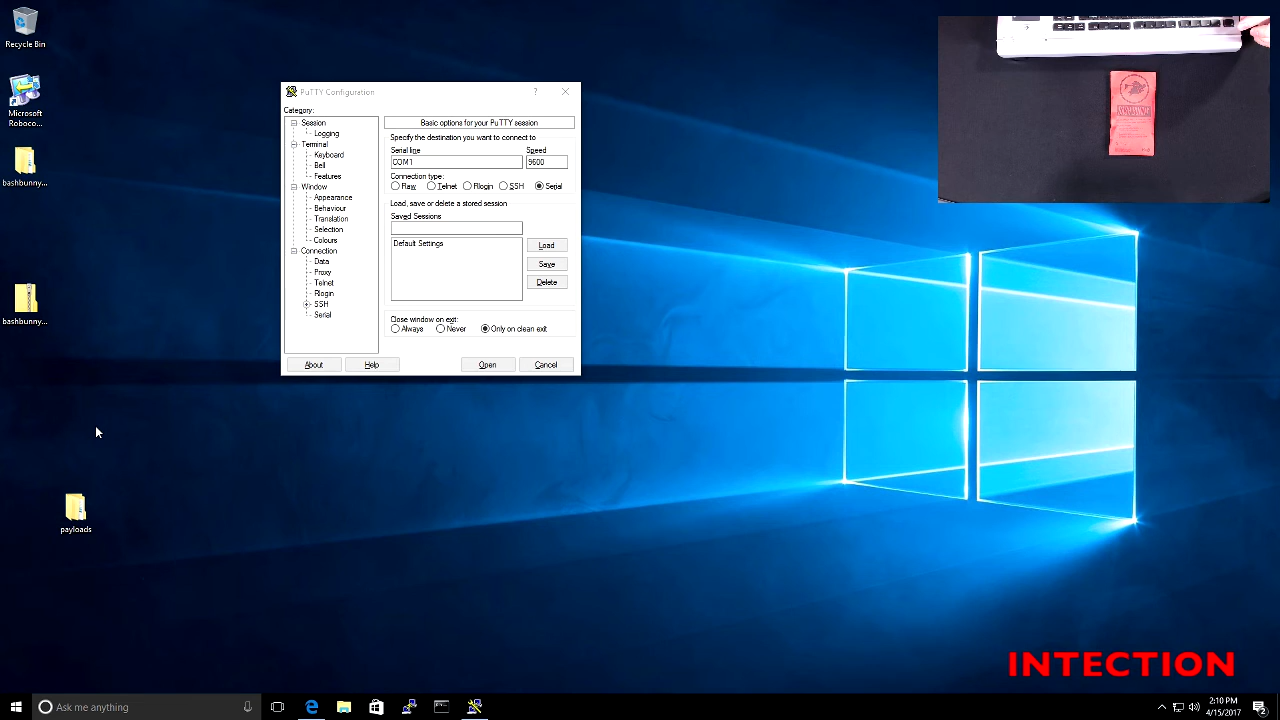 Recycle Bin
Microsoft
Roboco...
bashbunny...
bashbunny...
payloads
PuTTY Configuration
?
Category:
Session
Logging
Terminal
Keyboard
Bell
Features
Window
Appearance
Behaviour
Translation
Selection
Colours
Connection
Data
Proxy
Telnet
Rlogin
SSH
Serial
Basic options for your PuTTY session
Specify the destination you want to connect to
Serial line Speed
COM1 9600
Connection type:
Raw Telnet Rlogin SSH Serial
Load, save or delete a stored session
Saved Sessions
Default Settings
Load
Save
Delete
Close window on exit:
Always Never Only on clean exit
About Help Open Cancel
INTECTION
Ask me anything
2:10 PM
4/15/2017
2